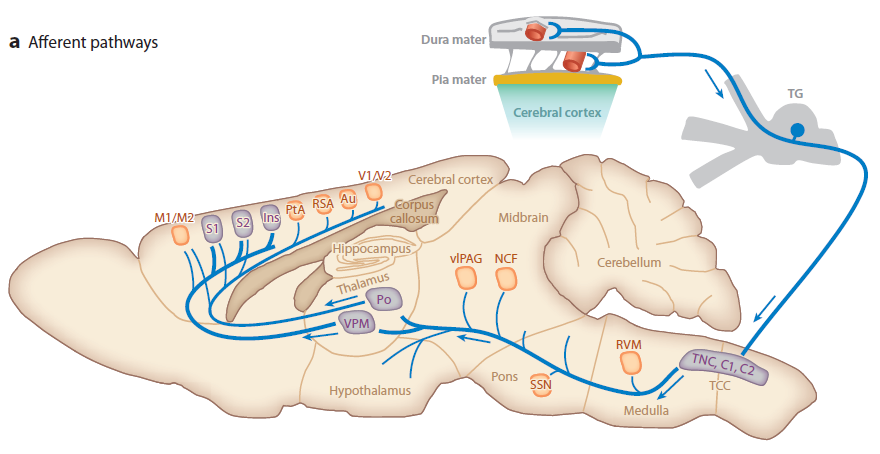 a Afferent pathways
Dura mater
Pia mater
Cerebral cortex
TG
V1/V2
Cerebral cortex
M1/M2
S1
S2
Ins
PtA
RSA
Au
Corpus
callosum
Midbrain
Hippocampus
Cerebellum
vlPAG
NCF
Thalamus
Po
VPM
RVM
TNC, C1, C2
TCC
Hypothalamus
Pons
SSN
Medulla